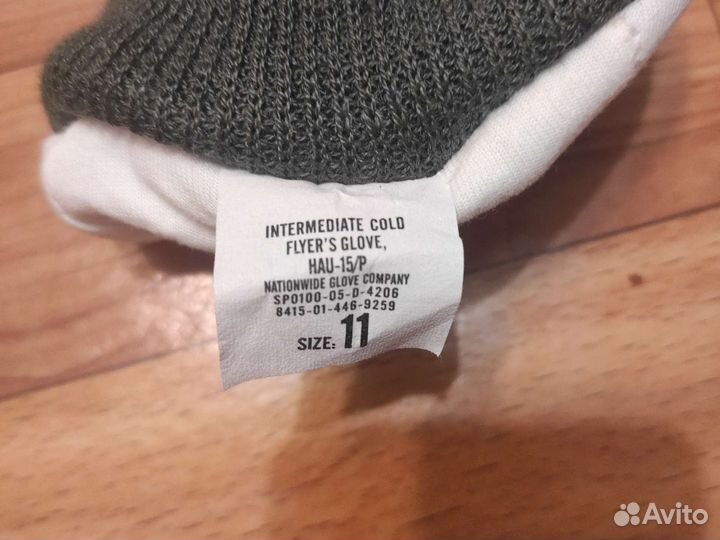 INTERMEDIATE COLD
FLYER'S GLOVE,
HAU-15/P
NATIONWIDE GLOVE COMPANY
SP0100-05-D-4206
8415-01-446-9259
SIZE: 11
Avito